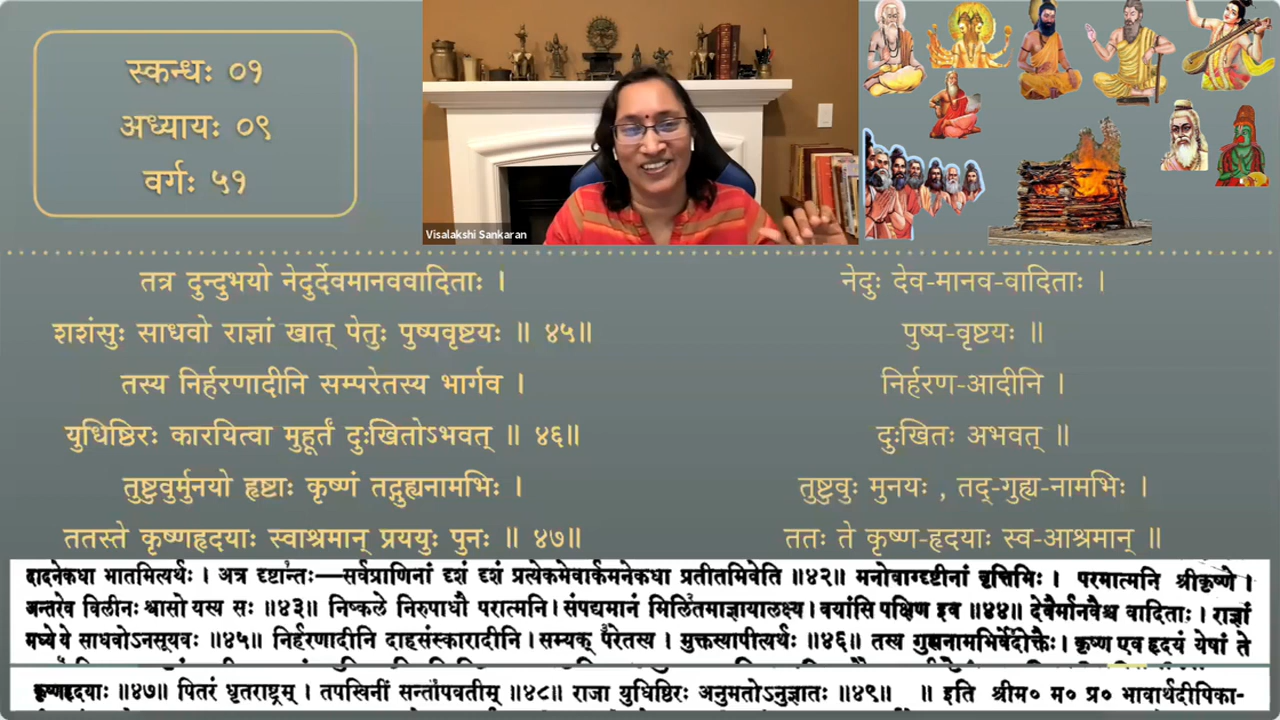 स्कन्धः ०१
अध्यायः ०९
वर्गः ५१
Visalakshi Sankaran
तत्र दुन्दुभयो नेदुर्देवमानववादिताः ।
नेदुः देव-मानव-वादिताः ।
शशंसुः साधवो राज्ञां खात् पेतुः पुष्पवृष्टयः ॥ ४५॥
पुष्प-वृष्टयः ॥
तस्य निर्हरणादीनि सम्परेतस्य भार्गव ।
निर्हरण-आदीनि ।
युधिष्ठिरः कारयित्वा मुहूर्तं दुःखितोऽभवत् ॥ ४६॥
दुःखितः अभवत् ॥
तुष्टुवुर्मुनयो हृष्टाः कृष्णं तद्गुह्यनामभिः ।
तुष्टुवुः मुनयः , तद्-गुह्य-नामभिः ।
ततस्ते कृष्णहृदयाः स्वाश्रमान् प्रययुः पुनः ॥ ४७॥
ततः ते कृष्ण-हृदयाः स्व-आश्रमान् ॥
दादनेकधा भातमित्यर्थः । अत्र दृष्टान्तः—सर्वप्राणिनां दृशं दृशं प्रत्येकमेवार्कमनेकधा प्रतीतमिवेति ॥४२॥ मनोवाग्दृष्टीनां वृत्तिभिः । परमात्मनि श्रीकृष्णे ।
अन्तरेव विलीनः श्वासो यस्य सः ॥४३॥ निष्कले निरुपाधौ परात्मनि । संपद्यमानं मिलितमाज्ञायालक्ष्य । वयांसि पक्षिण इव ॥४४॥ देवैर्मानवैश्च वादिताः । राज्ञां
मध्ये ये साधवोऽनसूयवः ॥४५॥ निर्हरणादीनि दाहसंस्कारादीनि । सम्यक् परेतस्य । मुक्तस्यापीत्यर्थः ॥४६॥ तस्य गुह्यनामभिर्वेदोक्तैः । कृष्ण एव हृदयं येषां ते
कृष्णहृदयाः ॥४७॥ पितरं धृतराष्ट्रम् । तपस्विनीं सन्तापवतीम् ॥४८॥ राजा युधिष्ठिरः अनुमतोऽनुज्ञातः ॥४९॥ ॥ इति श्रीम० म० प्र० भावार्थदीपिका-